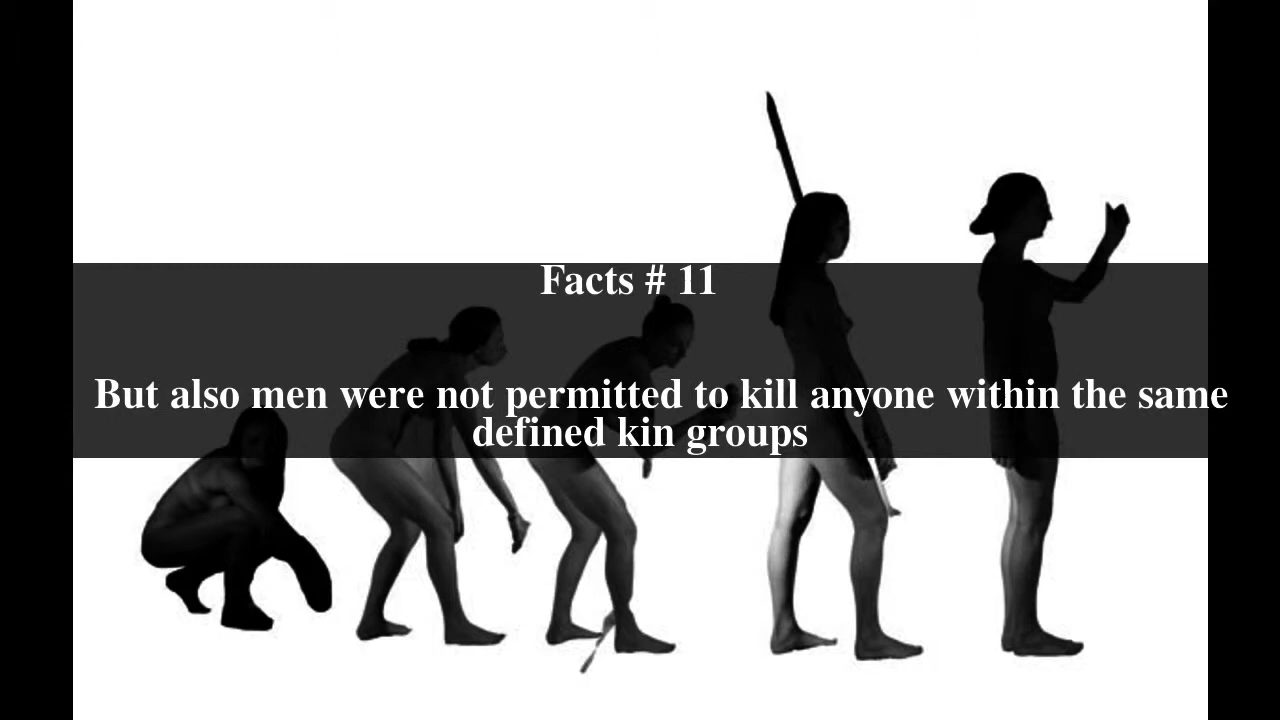 Facts # 11
But also men were not permitted to kill anyone within the same
defined kin groups